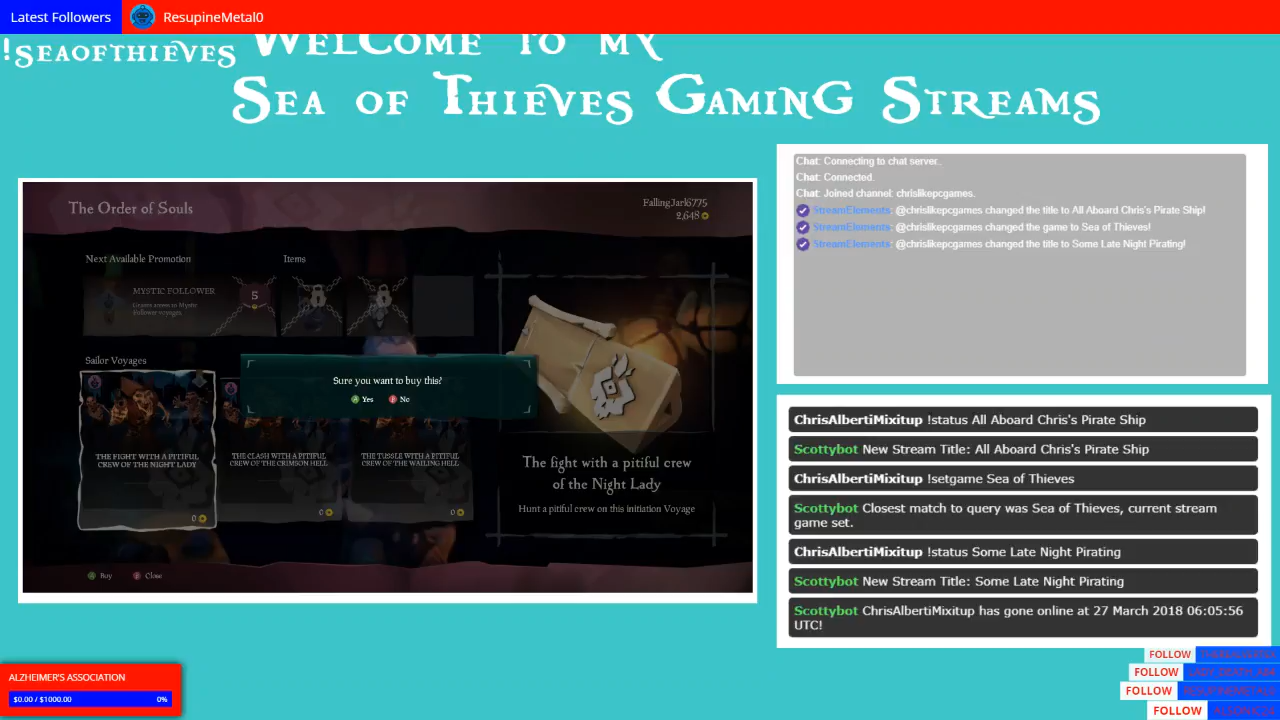 Latest Followers ResupineMetal0
!SEAOFTHIEVES
WELCOME TO MY
SEA OF THIEVES GAMING STREAMS
The Order of Souls
FallingJarl6775
2,648
Next Available Promotion
Items
MYSTIC FOLLOWER
Grants access to Mystic
Follower voyages.
5
Sailor Voyages
Sure you want to buy this?
A Yes B No
THE FIGHT WITH A PITIFUL
CREW OF THE NIGHT LADY
0
THE CLASH WITH A PITIFUL
CREW OF THE CRIMSON HELL
0
THE TUSSLE WITH A PITIFUL
CREW OF THE WAILING HELL
0
The fight with a pitiful crew
of the Night Lady
Hunt a pitiful crew on this initiation Voyage
A Buy B Close
Chat: Connecting to chat server..
Chat: Connected.
Chat: Joined channel: chrislikepcgames.
StreamElements: @chrislikepcgames changed the title to All Aboard Chris's Pirate Ship!
StreamElements: @chrislikepcgames changed the game to Sea of Thieves!
StreamElements: @chrislikepcgames changed the title to Some Late Night Pirating!
ChrisAlbertiMixitup !status All Aboard Chris's Pirate Ship
Scottybot New Stream Title: All Aboard Chris's Pirate Ship
ChrisAlbertiMixitup !setgame Sea of Thieves
Scottybot Closest match to query was Sea of Thieves, current stream
game set.
ChrisAlbertiMixitup !status Some Late Night Pirating
Scottybot New Stream Title: Some Late Night Pirating
Scottybot ChrisAlbertiMixitup has gone online at 27 March 2018 06:05:56
UTC!
ALZHEIMER'S ASSOCIATION
$0.00 / $1000.00 0%
FOLLOW
FOLLOW
FOLLOW RESUPINEMETAL0
FOLLOW